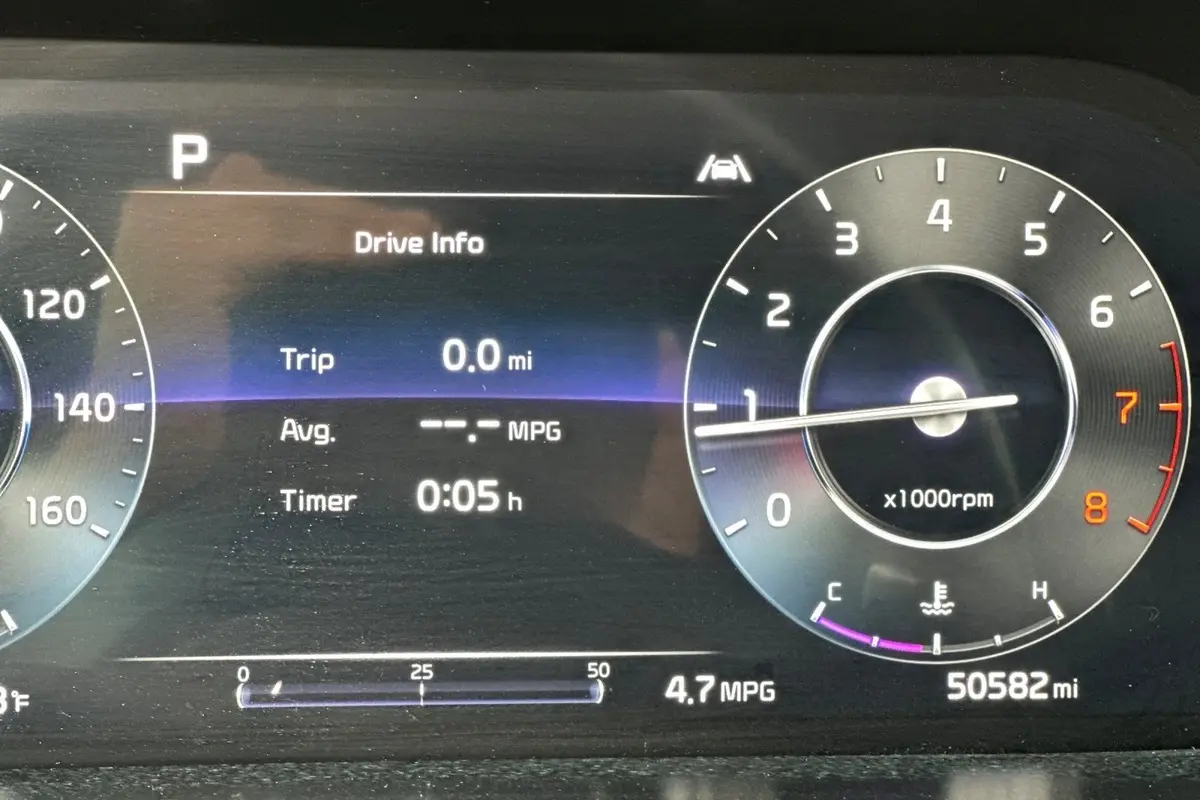 P
Drive Info
Trip 0.0 mi
Avg. --.- MPG
Timer 0:05 h
120
140
160
0 1 2 3 4 5 6 7 8
x1000rpm
C H
0 25 50
°F
4.7 MPG
50582 mi